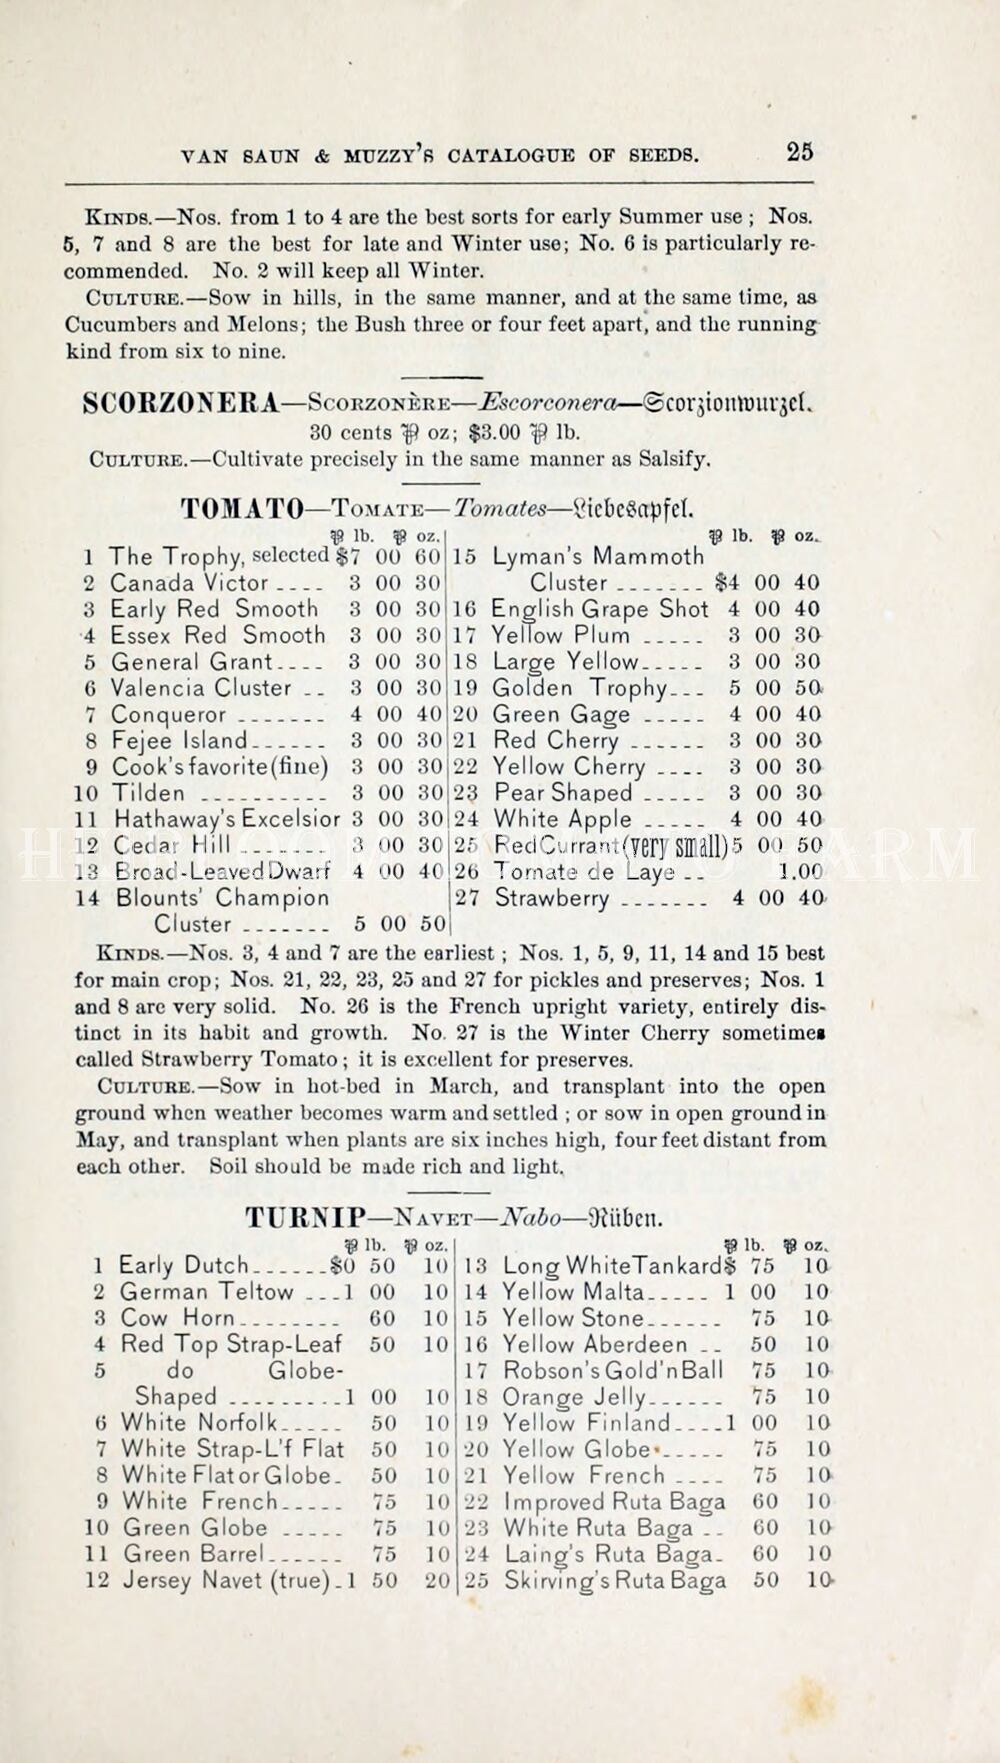 VAN SAUN & MUZZY'S CATALOGUE OF SEEDS. 25
KINDS.—Nos. from 1 to 4 are the best sorts for early Summer use ; Nos.
5, 7 and 8 are the best for late and Winter use; No. 6 is particularly re-
commended. No. 2 will keep all Winter.
CULTURE.—Sow in hills, in the same manner, and at the same time, as
Cucumbers and Melons; the Bush three or four feet apart, and the running
kind from six to nine.
SCORZONERA—SCORZONÈRE—Escorconera—Scorzionwurzel.
30 cents ⅌ oz; $3.00 ⅌ lb.
CULTURE.—Cultivate precisely in the same manner as Salsify.
TOMATO—TOMATE—Tomates—Liebesapfel.
⅌ lb. ⅌ oz.
1 The Trophy, selected $7 00 60
2 Canada Victor .... 3 00 30
3 Early Red Smooth 3 00 30
4 Essex Red Smooth 3 00 30
5 General Grant.... 3 00 30
6 Valencia Cluster .. 3 00 30
7 Conqueror ....... 4 00 40
8 Fejee Island...... 3 00 30
9 Cook's favorite (fine) 3 00 30
10 Tilden .......... 3 00 30
11 Hathaway's Excelsior 3 00 30
12 Cedar Hill ....... 3 00 30
13 Broad-Leaved Dwarf 4 00 40
14 Blounts' Champion
Cluster ....... 5 00 50
⅌ lb. ⅌ oz.
15 Lyman's Mammoth
Cluster ....... $4 00 40
16 English Grape Shot 4 00 40
17 Yellow Plum ..... 3 00 30
18 Large Yellow..... 3 00 30
19 Golden Trophy... 5 00 50
20 Green Gage ..... 4 00 40
21 Red Cherry ...... 3 00 30
22 Yellow Cherry .... 3 00 30
23 Pear Shaped ..... 3 00 30
24 White Apple ..... 4 00 40
25 Red Currant (very small) 5 00 50
26 Tomate de Laye .. 1.00
27 Strawberry ....... 4 00 40
KINDS.—Nos. 3, 4 and 7 are the earliest ; Nos. 1, 5, 9, 11, 14 and 15 best
for main crop; Nos. 21, 22, 23, 25 and 27 for pickles and preserves; Nos. 1
and 8 are very solid. No. 26 is the French upright variety, entirely dis-
tinct in its habit and growth. No. 27 is the Winter Cherry sometimes
called Strawberry Tomato ; it is excellent for preserves.
CULTURE.—Sow in hot-bed in March, and transplant into the open
ground when weather becomes warm and settled ; or sow in open ground in
May, and transplant when plants are six inches high, four feet distant from
each other. Soil should be made rich and light.
TURNIP—NAVET—Nabo—Rüben.
⅌ lb. ⅌ oz.
1 Early Dutch......$0 50 10
2 German Teltow ...1 00 10
3 Cow Horn......... 60 10
4 Red Top Strap-Leaf 50 10
5 do Globe-
Shaped ..........1 00 10
6 White Norfolk..... 50 10
7 White Strap-L'f Flat 50 10
8 White Flat or Globe. 50 10
9 White French..... 75 10
10 Green Globe ..... 75 10
11 Green Barrel...... 75 10
12 Jersey Navet (true).1 50 20
⅌ lb. ⅌ oz.
13 Long White Tankard $ 75 10
14 Yellow Malta..... 1 00 10
15 Yellow Stone...... 75 10
16 Yellow Aberdeen .. 50 10
17 Robson's Gold'n Ball 75 10
18 Orange Jelly...... 75 10
19 Yellow Finland....1 00 10
20 Yellow Globe...... 75 10
21 Yellow French .... 75 10
22 Improved Ruta Baga 60 10
23 White Ruta Baga .. 60 10
24 Laing's Ruta Baga. 60 10
25 Skirving's Ruta Baga 50 10